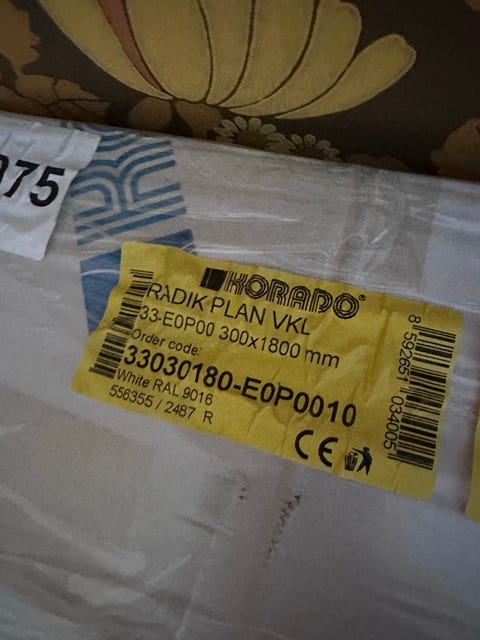 075
KORADO®
RADIK PLAN VKL
33-E0P00 300x1800 mm
Order code:
33030180-E0P0010
White RAL 9016
556355 / 2487 R
CE
8 592651 034005